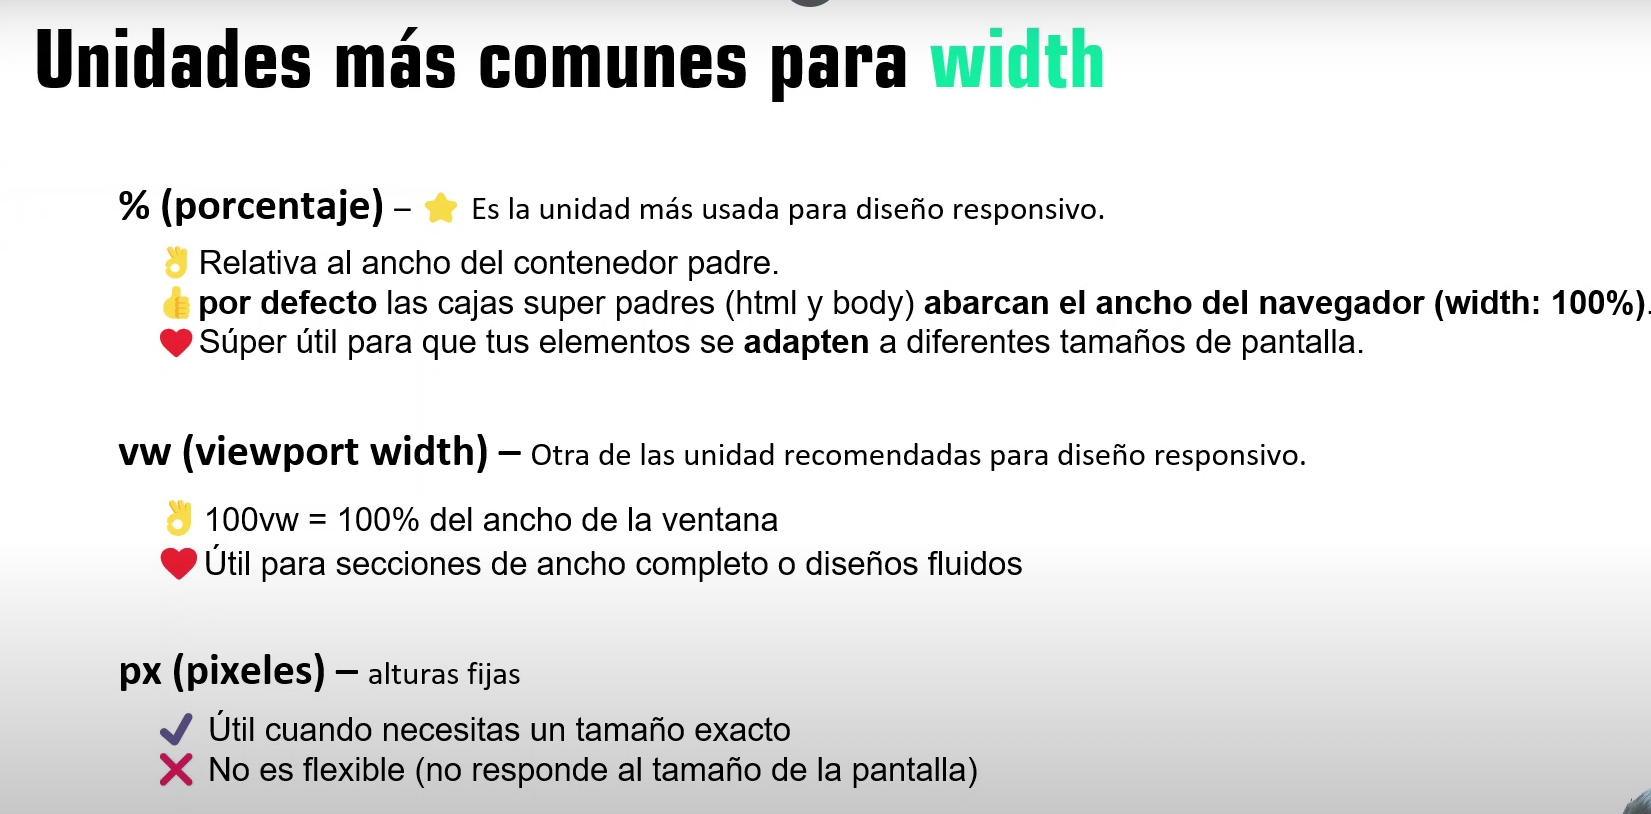 Unidades más comunes para width
% (porcentaje) – ⭐ Es la unidad más usada para diseño responsivo.
👌 Relativa al ancho del contenedor padre.
👍 por defecto las cajas super padres (html y body) abarcan el ancho del navegador (width: 100%).
❤️ Súper útil para que tus elementos se adapten a diferentes tamaños de pantalla.
vw (viewport width) – Otra de las unidad recomendadas para diseño responsivo.
👌 100vw = 100% del ancho de la ventana
❤️ Útil para secciones de ancho completo o diseños fluidos
px (pixeles) – alturas fijas
✔ Útil cuando necesitas un tamaño exacto
❌ No es flexible (no responde al tamaño de la pantalla)